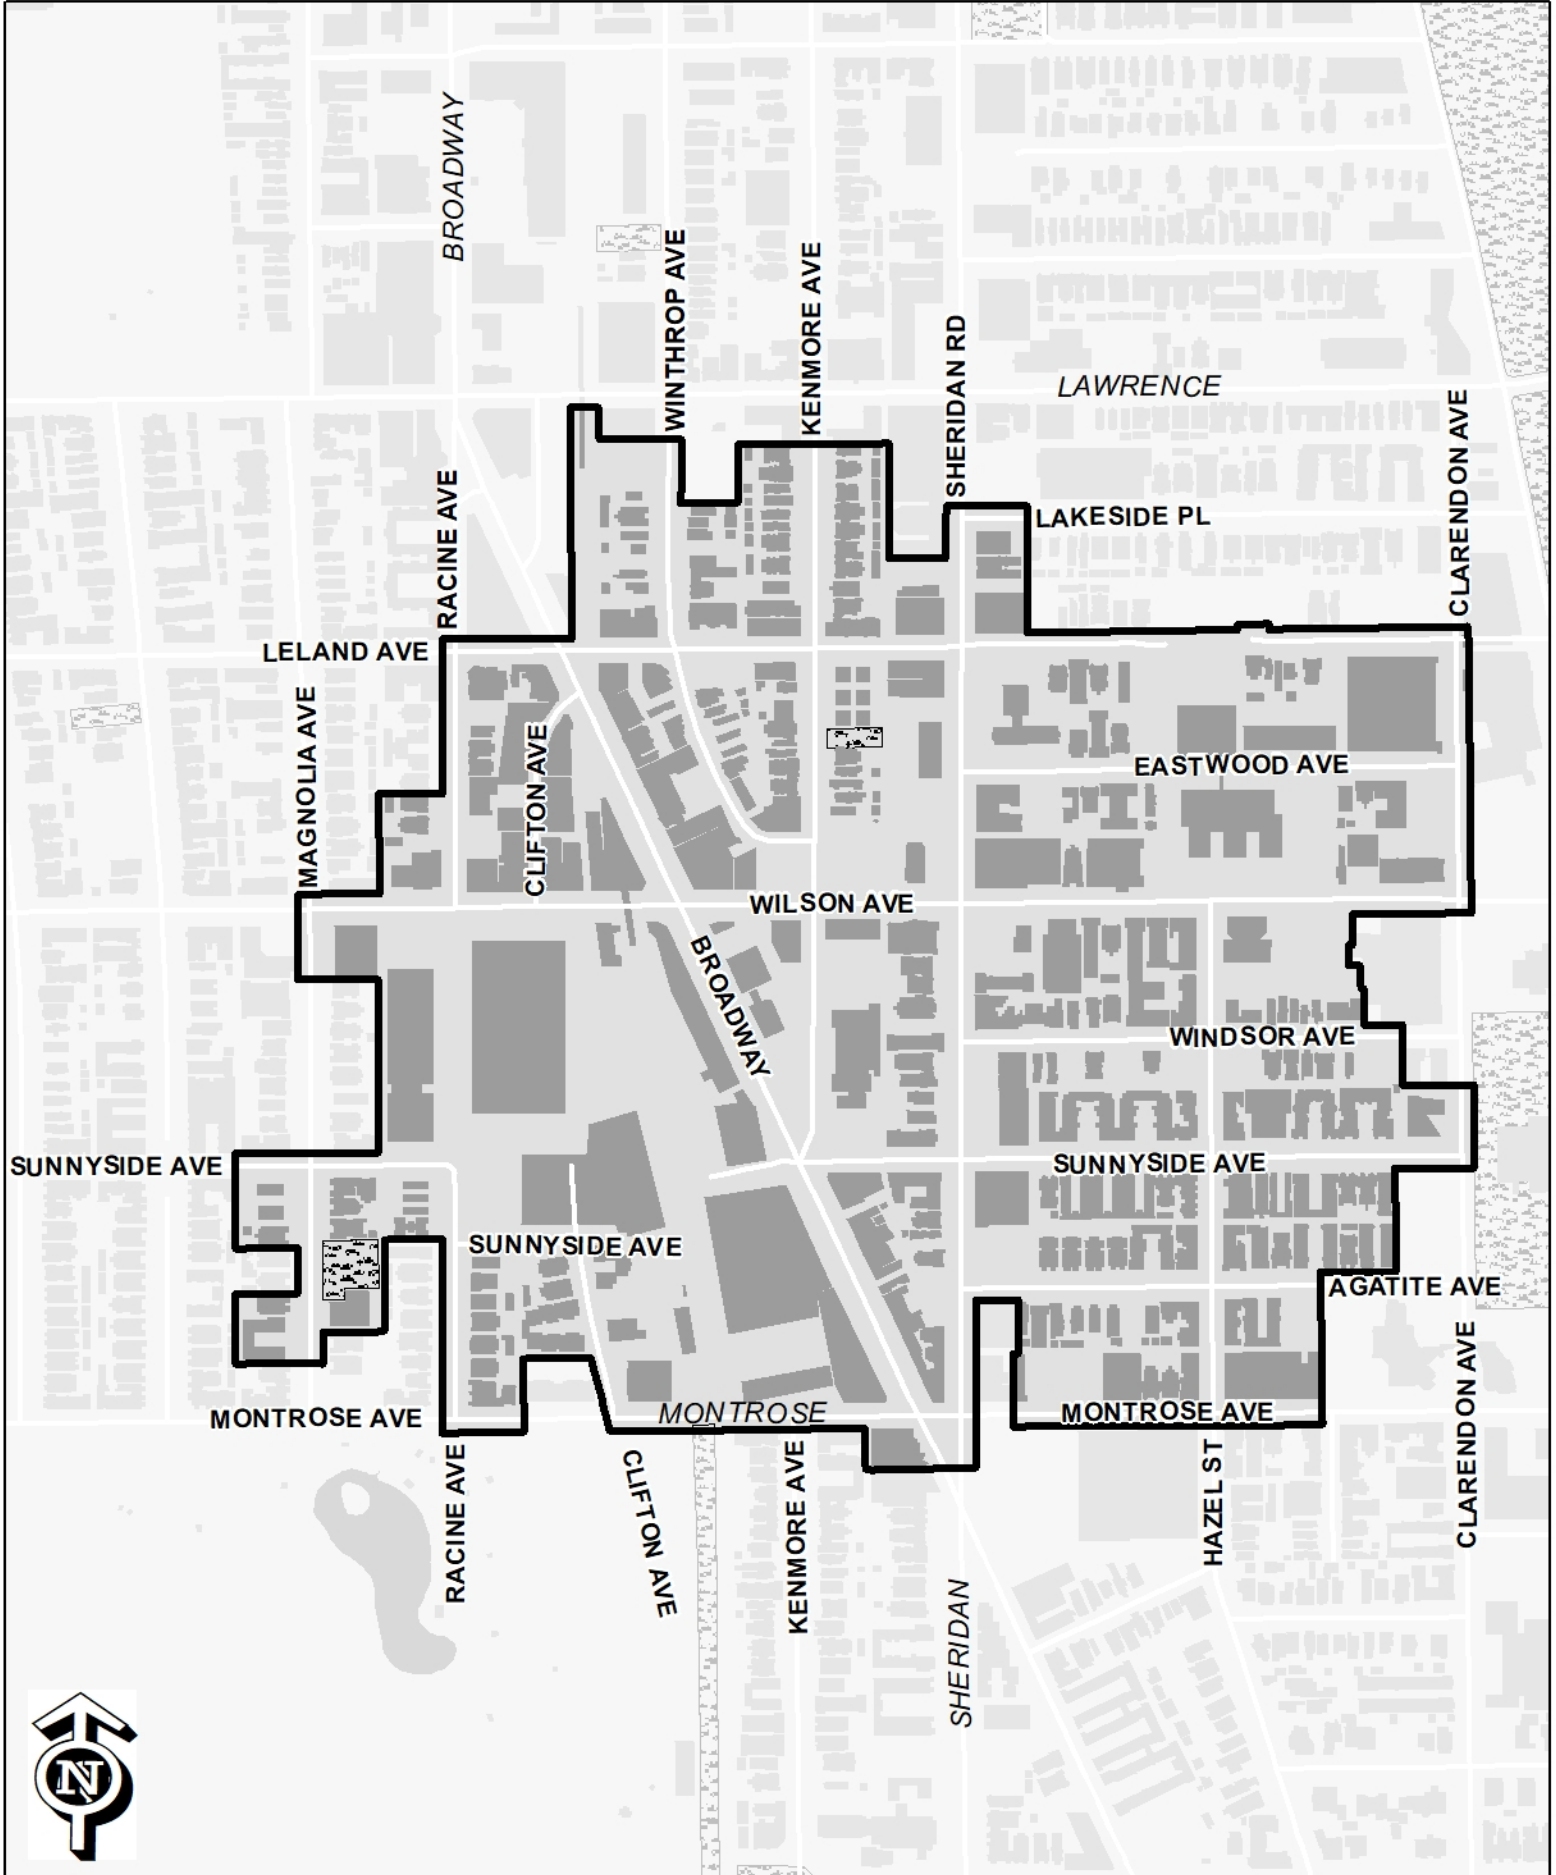 BROADWAY
WINTHROP AVE
KENMORE AVE
SHERIDAN RD
LAWRENCE
CLARENDON AVE
RACINE AVE
LAKESIDE PL
LELAND AVE
MAGNOLIA AVE
CLIFTON AVE
EASTWOOD AVE
WILSON AVE
BROADWAY
WINDSOR AVE
SUNNYSIDE AVE
SUNNYSIDE AVE
SUNNYSIDE AVE
AGATITE AVE
MONTROSE AVE
MONTROSE
MONTROSE AVE
CLARENDON AVE
RACINE AVE
CLIFTON AVE
KENMORE AVE
HAZEL ST
SHERIDAN
N